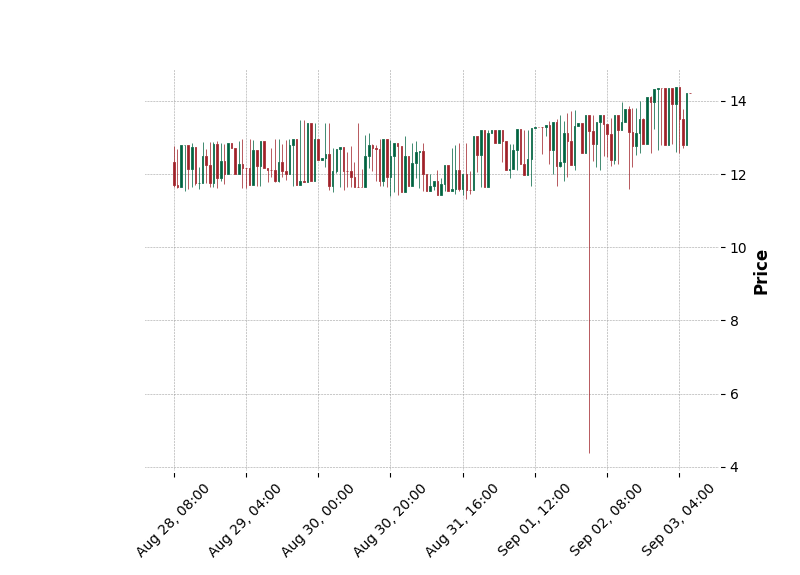 14
12
10
8
6
4
Price
Aug 28, 08:00
Aug 29, 04:00
Aug 30, 00:00
Aug 30, 20:00
Aug 31, 16:00
Sep 01, 12:00
Sep 02, 08:00
Sep 03, 04:00